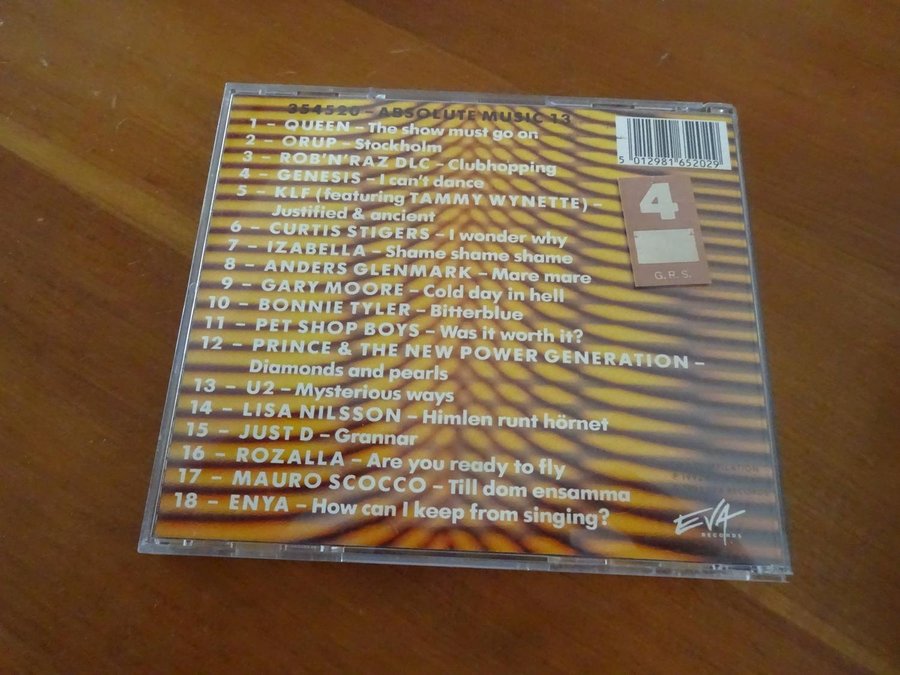 354520 - ABSOLUTE MUSIC 13
1 - QUEEN - The show must go on
2 - ORUP - Stockholm
3 - ROB'N'RAZ DLC - Clubhopping
4 - GENESIS - I can't dance
5 - KLF (featuring TAMMY WYNETTE) -
Justified & ancient
6 - CURTIS STIGERS - I wonder why
7 - IZABELLA - Shame shame shame
8 - ANDERS GLENMARK - Mare mare
9 - GARY MOORE - Cold day in hell
10 - BONNIE TYLER - Bitterblue
11 - PET SHOP BOYS - Was it worth it?
12 - PRINCE & THE NEW POWER GENERATION -
Diamonds and pearls
13 - U2 - Mysterious ways
14 - LISA NILSSON - Himlen runt hörnet
15 - JUST D - Grannar
16 - ROZALLA - Are you ready to fly
17 - MAURO SCOCCO - Till dom ensamma
18 - ENYA - How can I keep from singing?
5 012981 652029
4
G.R.S.
EVA
RECORDS